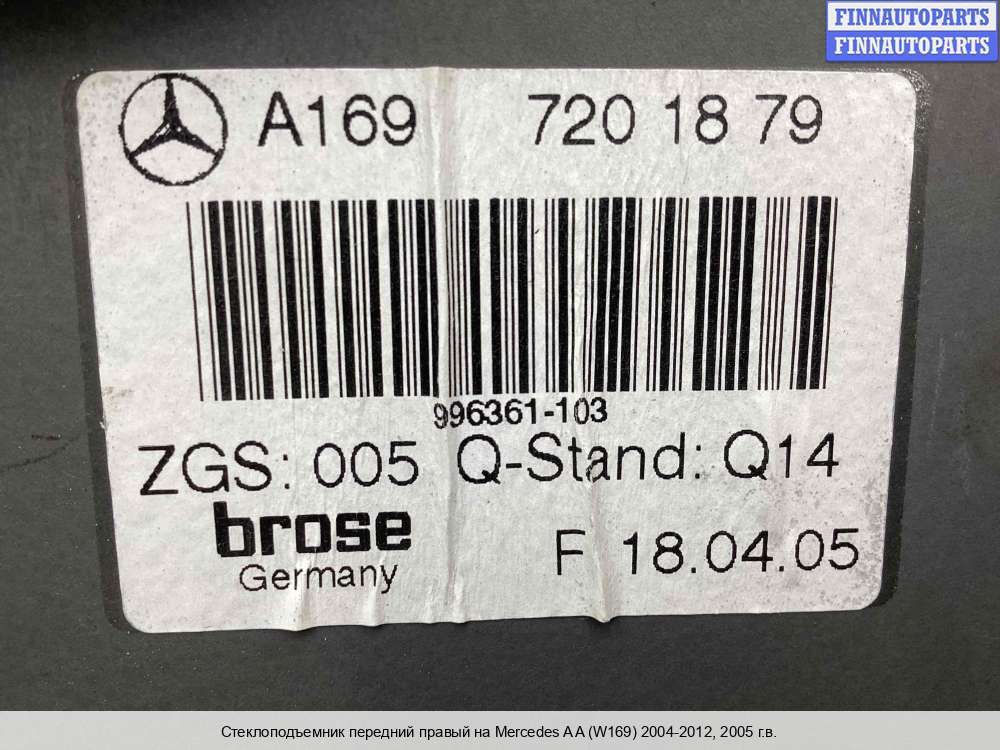 FINNAUTOPARTS
FINNAUTOPARTS
A169 720 18 79
996361-103
ZGS: 005 Q-Stand: Q14
brose
Germany
F 18.04.05
Стеклоподъемник передний правый на Mercedes A A (W169) 2004-2012, 2005 г.в.